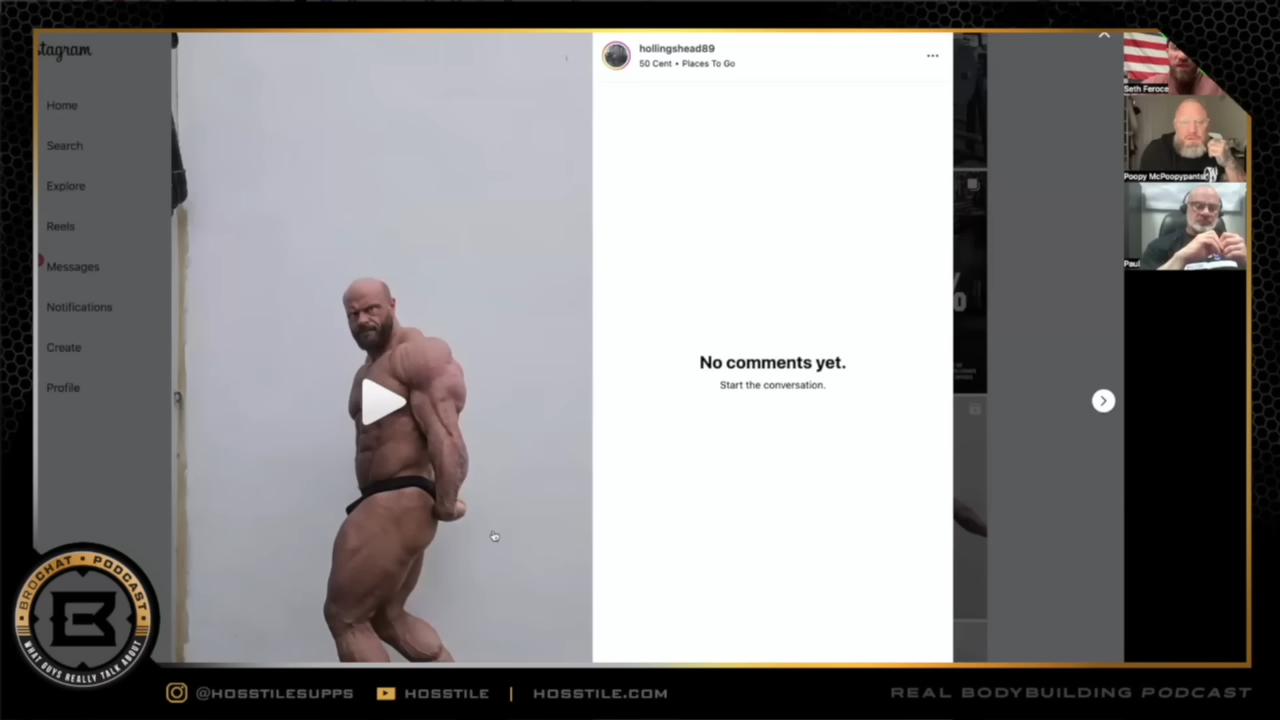 stagram
Home
Search
Explore
Reels
Messages
Notifications
Create
Profile
hollingshead89
50 Cent • Places To Go
No comments yet.
Start the conversation.
Seth Feroce
Poopy McPoopypants
Paul
%
BROCHAT • PODCAST
B
WHAT GUYS REALLY TALK ABOUT
@HOSSTILESUPPS
HOSSTILE
|
HOSSTILE.COM
REAL BODYBUILDING PODCAST